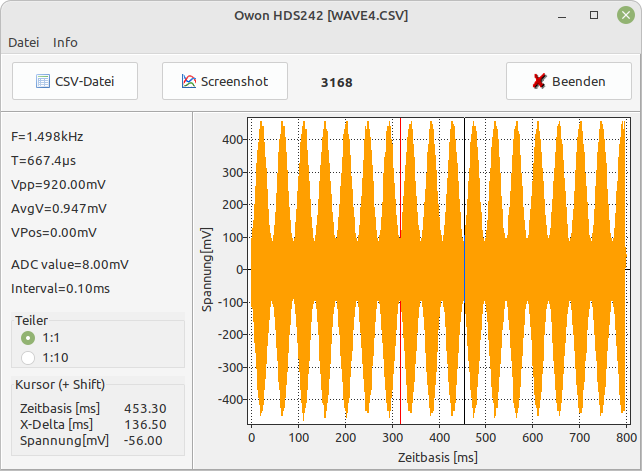 Owon HDS242 [WAVE4.CSV]
Datei Info
CSV-Datei Screenshot 3168 Beenden
F=1.498kHz
T=667.4µs
Vpp=920.00mV
AvgV=0.947mV
VPos=0.00mV
ADC value=8.00mV
Interval=0.10ms
Teiler
1:1
1:10
Kursor (+ Shift)
Zeitbasis [ms] 453.30
X-Delta [ms] 136.50
Spannung[mV] -56.00
Spannung[mV]
400
300
200
100
0
-100
-200
-300
-400
0 100 200 300 400 500 600 700 800
Zeitbasis [ms]